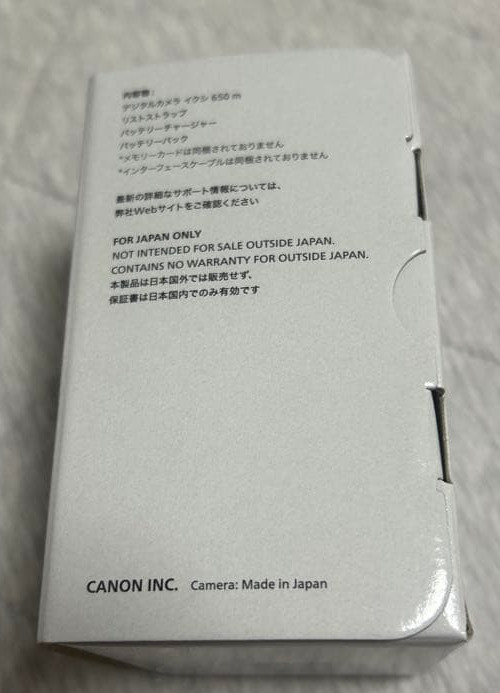 内容物:
デジタルカメラ イクシ 650 m
リストストラップ
バッテリーチャージャー
バッテリーパック
*メモリーカードは同梱されておりません
*インターフェースケーブルは同梱されておりません
最新の詳細なサポート情報については、
弊社Webサイトをご確認ください
FOR JAPAN ONLY
NOT INTENDED FOR SALE OUTSIDE JAPAN.
CONTAINS NO WARRANTY FOR OUTSIDE JAPAN.
本製品は日本国外では販売せず、
保証書は日本国内でのみ有効です
CANON INC. Camera: Made in Japan